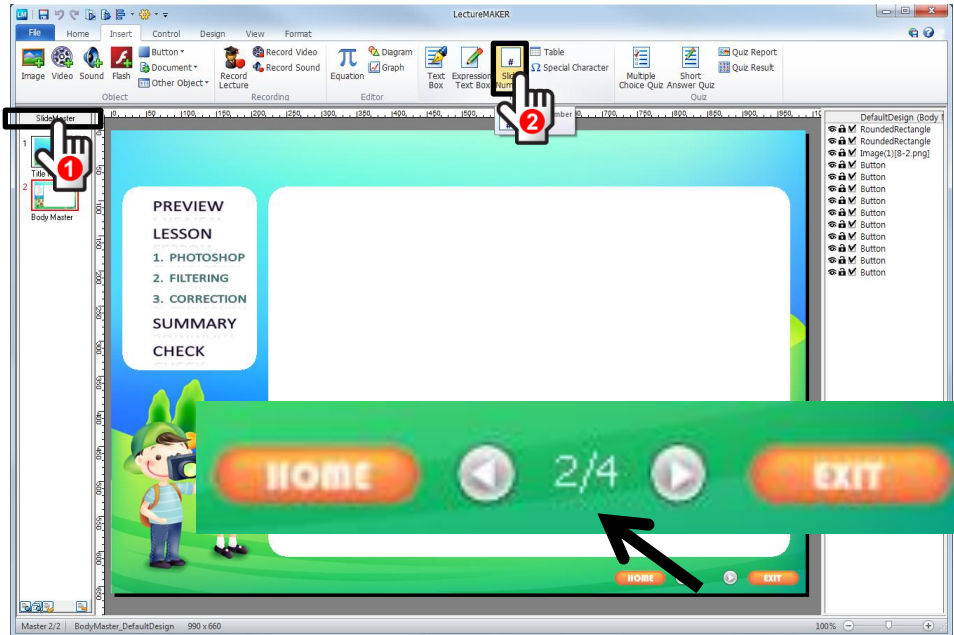 LectureMAKER
File Home Insert Control Design View Format
Image Video Sound Flash
Button
Document
Other Object
Record Lecture
Record Video
Record Sound
Equation
Diagram
Graph
Text Box
Expression Text Box
Table
Special Character
Multiple Choice Quiz
Short Answer Quiz
Quiz Report
Quiz Result
Object Recording Editor Quiz
1
2
Body Master
PREVIEW
LESSON
1. PHOTOSHOP
2. FILTERING
3. CORRECTION
SUMMARY
CHECK
HOME 2/4 EXIT
HOME EXIT
DefaultDesign (Body
RoundedRectangle
RoundedRectangle
Image(1)[8-2.png]
Button
Button
Button
Button
Button
Button
Button
Button
Button
Button
Master 2/2 BodyMaster_DefaultDesign 990 x 660
100%